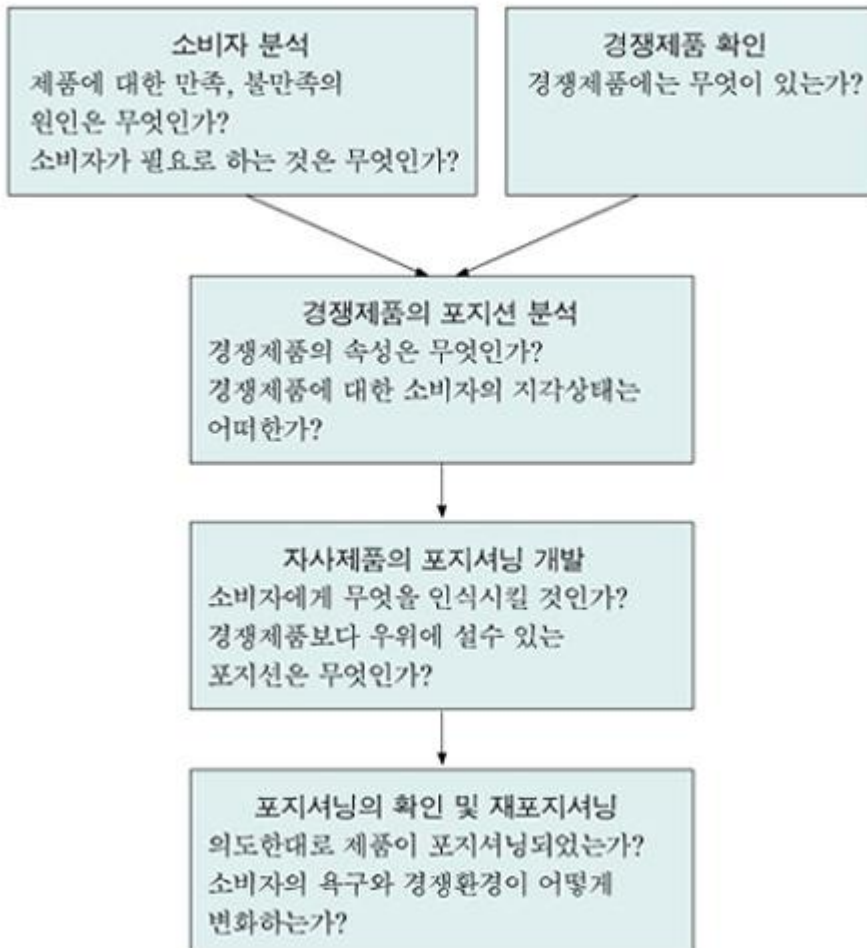 소비자 분석
제품에 대한 만족, 불만족의
원인은 무엇인가?
소비자가 필요로 하는 것은 무엇인가?
경쟁제품 확인
경쟁제품에는 무엇이 있는가?
경쟁제품의 포지션 분석
경쟁제품의 속성은 무엇인가?
경쟁제품에 대한 소비자의 지각상태는
어떠한가?
자사제품의 포지셔닝 개발
소비자에게 무엇을 인식시킬 것인가?
경쟁제품보다 우위에 설수 있는
포지션은 무엇인가?
포지셔닝의 확인 및 재포지셔닝
의도한대로 제품이 포지셔닝되었는가?
소비자의 욕구와 경쟁환경이 어떻게
변화하는가?